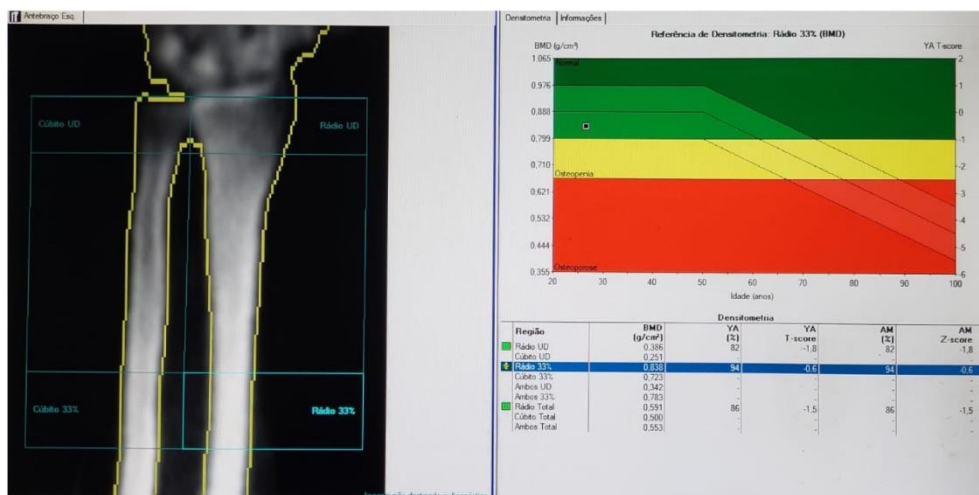 Antebraço Esq.
Cúbito UD
Rádio UD
Cúbito 33%
Rádio 33%
Densitometria
Informações
Referência de Densitometria: Rádio 33% (BMD)
BMD (g/cm²)
YA T-score
1.065
0,976
0,888
0,799
0,710
0,621
0,532
0,444
0,355
Normal
Osteopenia
Osteoporose
2
1
0
-1
-2
-3
-4
-5
-6
20 30 40 50 60 70 80 90 100
Idade (anos)
Densitometria
Região BMD (g/cm²) YA (%) YA T-score AM (%) AM Z-score
Rádio UD 0,386 82 -1,8 82 -1,8
Cúbito UD 0,251 - - - -
Rádio 33% 0,838 94 -0,6 94 -0,6
Cúbito 33% 0,723 - - - -
Ambos UD 0,342 - - - -
Ambos 33% 0,783 - - - -
Rádio Total 0,591 86 -1,5 86 -1,5
Cúbito Total 0,500 - - - -
Ambos Total 0,553 - - - -